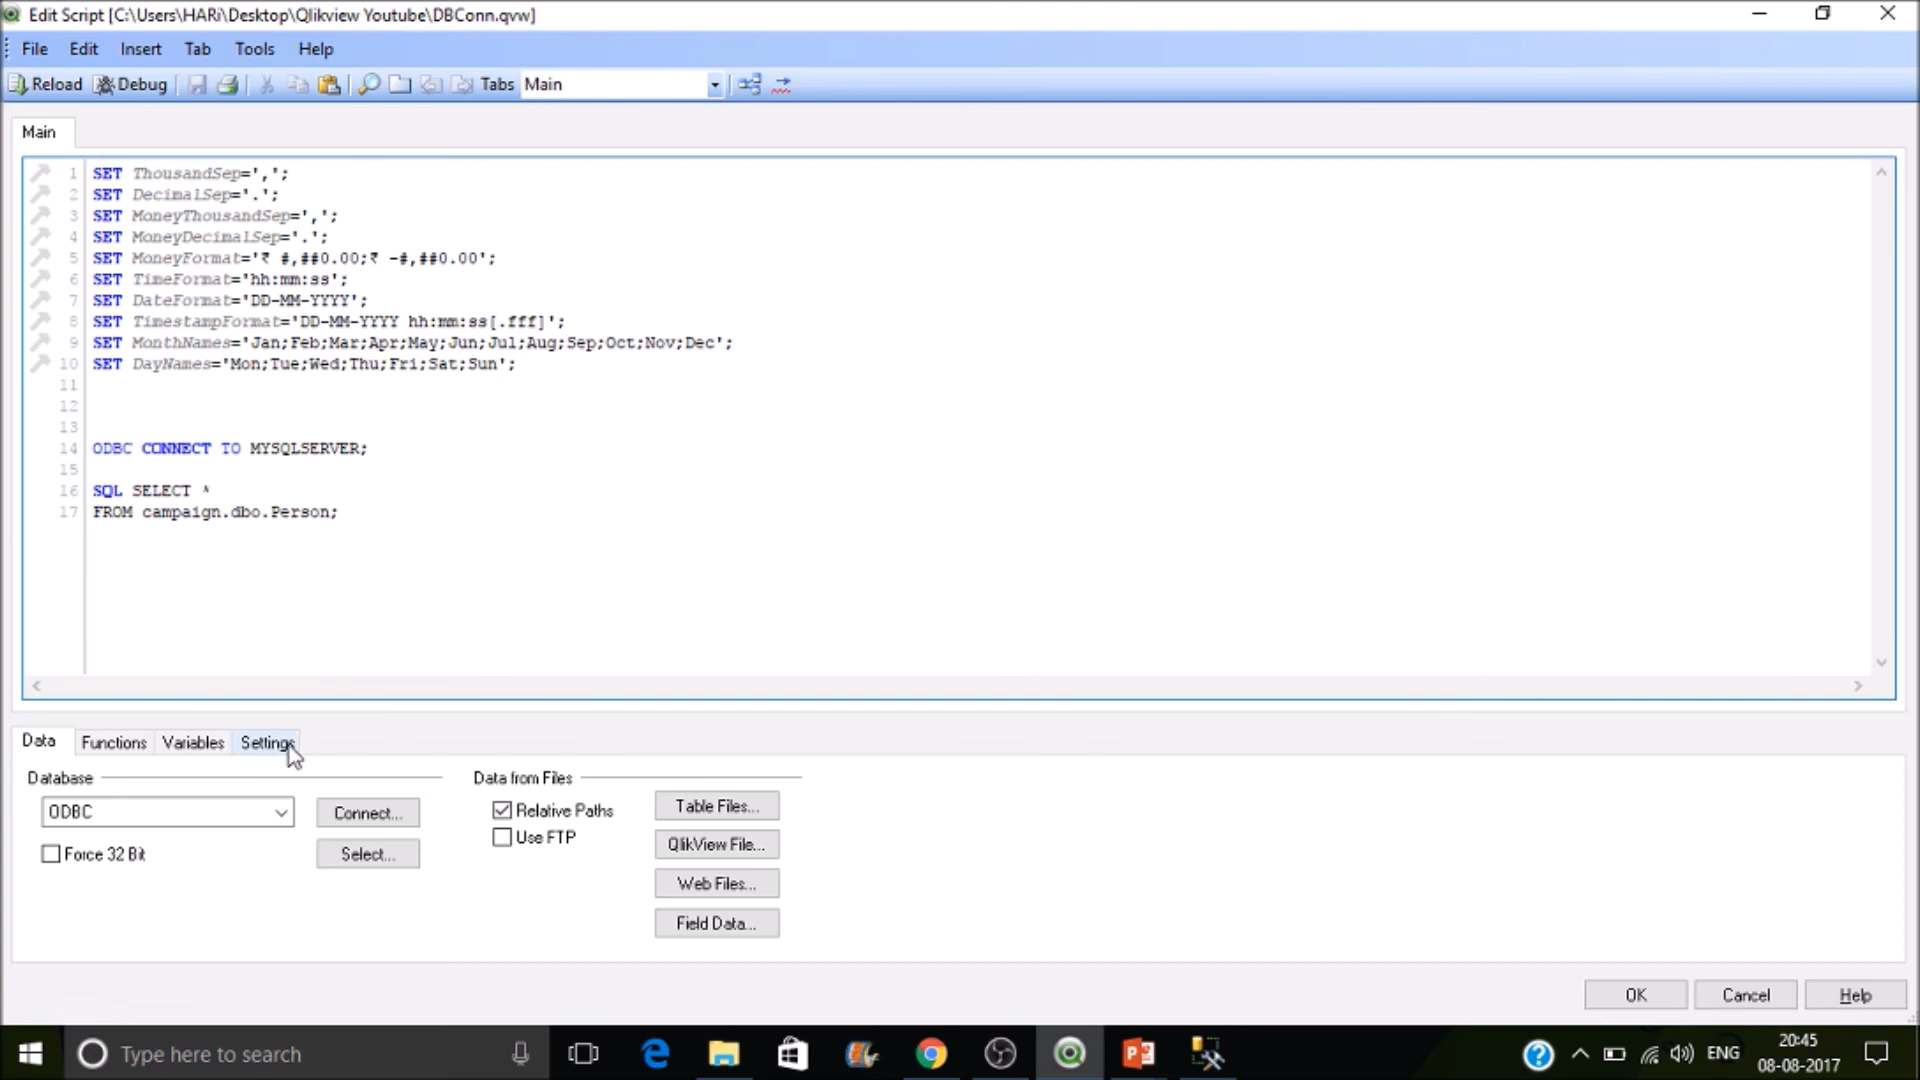 Edit Script [C:\Users\HARi\Desktop\Qlikview Youtube\DBConn.qvw]
File Edit Insert Tab Tools Help
Reload Debug Tabs Main
Main
1 SET ThousandSep=',';
2 SET DecimalSep='.';
3 SET MoneyThousandSep=',';
4 SET MoneyDecimalSep='.';
5 SET MoneyFormat='₹ #,##0.00;₹ -#,##0.00';
6 SET TimeFormat='hh:mm:ss';
7 SET DateFormat='DD-MM-YYYY';
8 SET TimestampFormat='DD-MM-YYYY hh:mm:ss[.fff]';
9 SET MonthNames='Jan;Feb;Mar;Apr;May;Jun;Jul;Aug;Sep;Oct;Nov;Dec';
10 SET DayNames='Mon;Tue;Wed;Thu;Fri;Sat;Sun';
11
12
13
14 ODBC CONNECT TO MYSQLSERVER;
15
16 SQL SELECT *
17 FROM campaign.dbo.Person;
Data Functions Variables Settings
Database Data from Files
ODBC Connect... Relative Paths Table Files...
Use FTP QlikView File...
Force 32 Bit Select...
Web Files...
Field Data...
OK Cancel Help
Type here to search ENG 20:45
08-08-2017